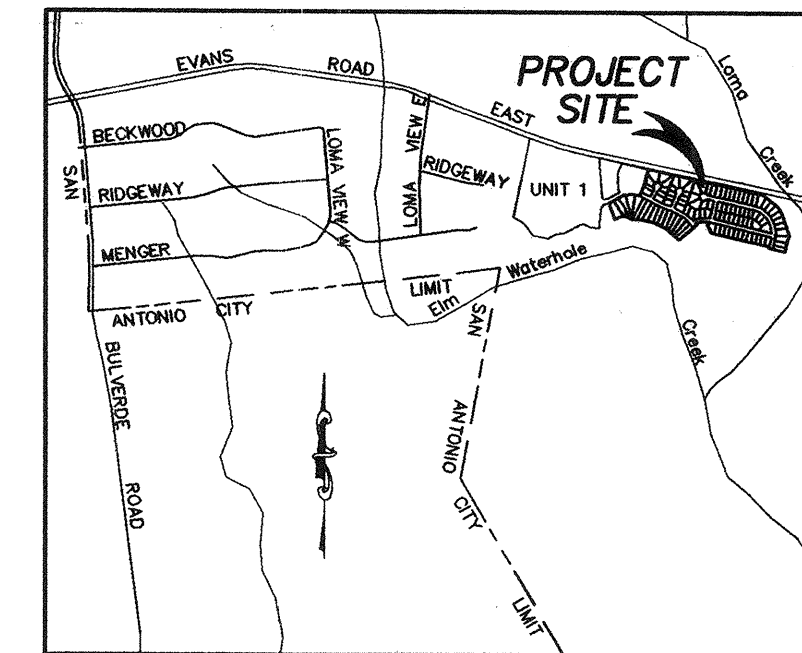 EVANS ROAD EAST
PROJECT
SITE
Loma Creek
BECKWOOD
LOMA VIEW W
LOMA VIEW E
RIDGEWAY
UNIT 1
SAN
RIDGEWAY
MENGER
ANTONIO CITY LIMIT
Elm Waterhole Creek
SAN ANTONIO CITY LIMIT
BULVERDE ROAD